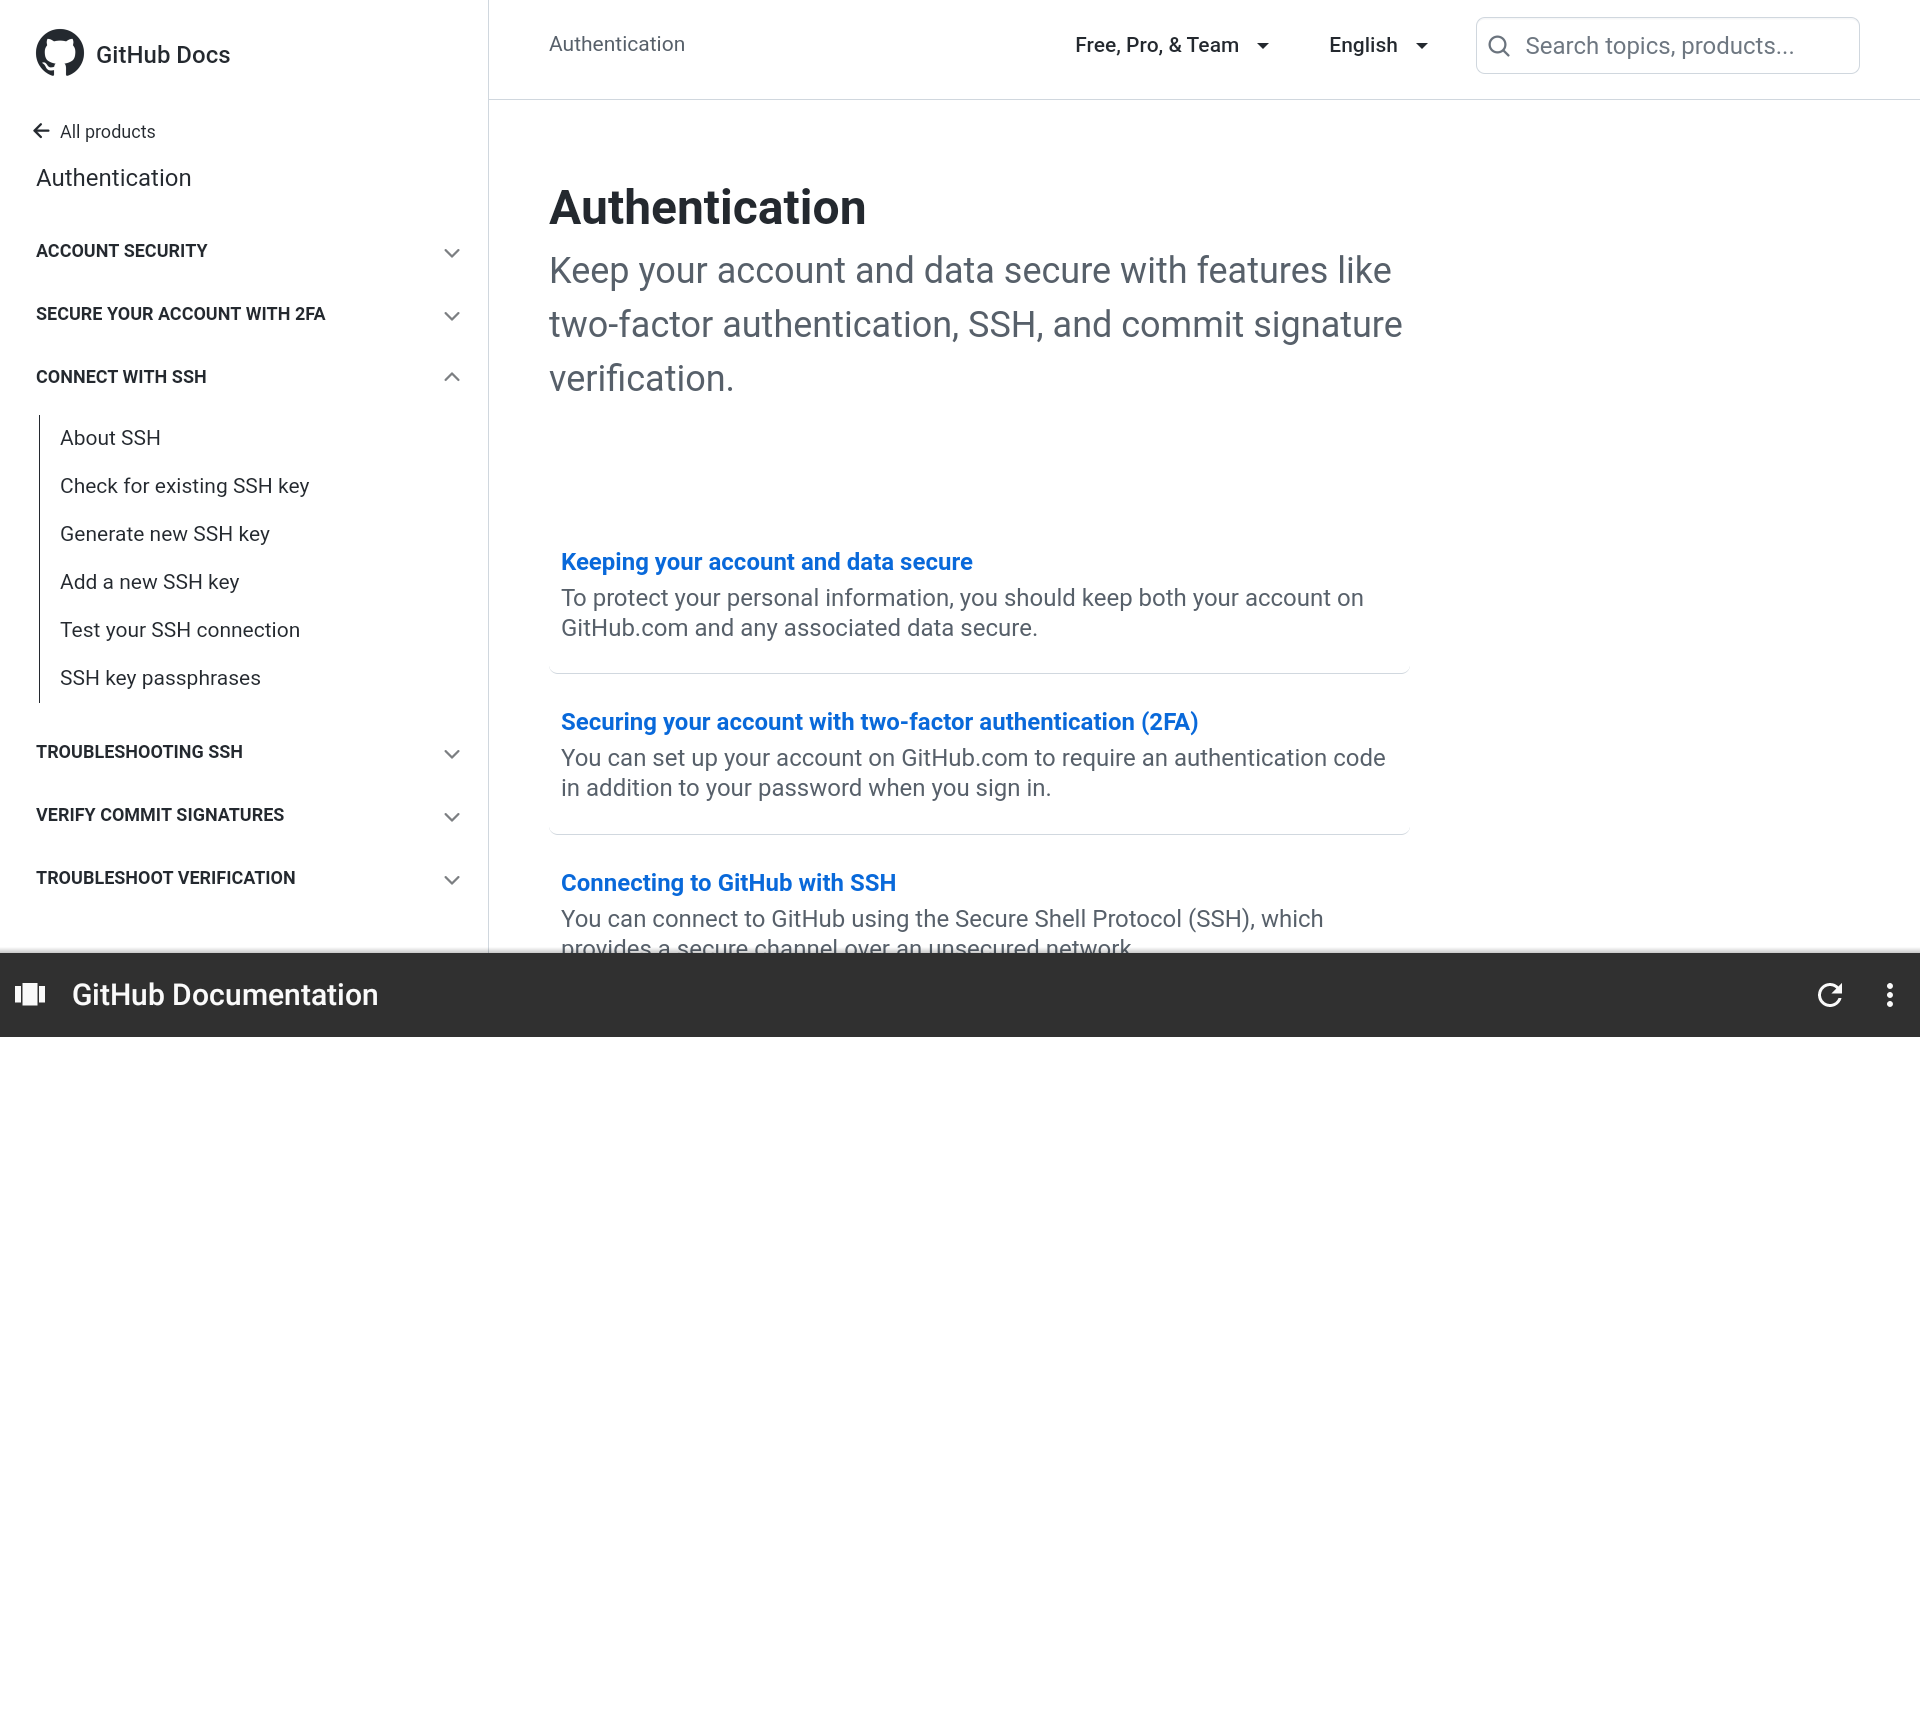 GitHub Docs
All products
Authentication
ACCOUNT SECURITY
SECURE YOUR ACCOUNT WITH 2FA
CONNECT WITH SSH
About SSH
Check for existing SSH key
Generate new SSH key
Add a new SSH key
Test your SSH connection
SSH key passphrases
TROUBLESHOOTING SSH
VERIFY COMMIT SIGNATURES
TROUBLESHOOT VERIFICATION
Authentication
Free, Pro, & Team
English
Search topics, products...
Authentication
Keep your account and data secure with features like
two-factor authentication, SSH, and commit signature
verification.
Keeping your account and data secure
To protect your personal information, you should keep both your account on
GitHub.com and any associated data secure.
Securing your account with two-factor authentication (2FA)
You can set up your account on GitHub.com to require an authentication code
in addition to your password when you sign in.
Connecting to GitHub with SSH
You can connect to GitHub using the Secure Shell Protocol (SSH), which
provides a secure channel over an unsecured network.
GitHub Documentation